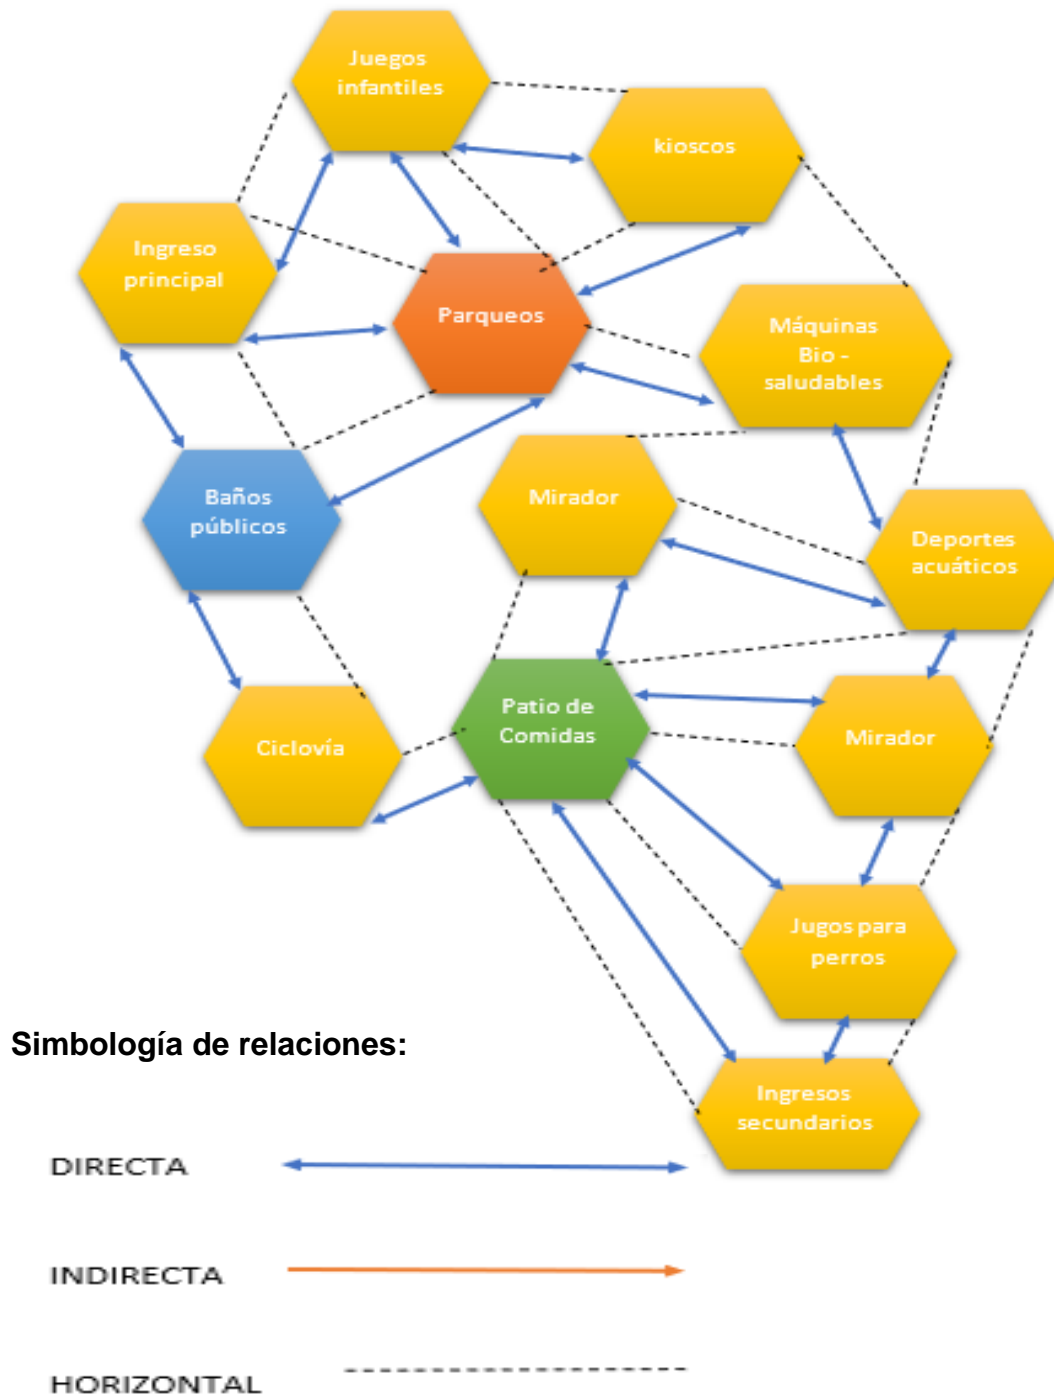 Juegos
infantiles
kioscos
Ingreso
principal
Parqueos
Máquinas
Bio -
saludables
Mirador
Baños
públicos
Deportes
acuáticos
Patio de
Comidas
Ciclovía
Mirador
Jugos para
perros
Simbología de relaciones:
Ingresos
secundarios
DIRECTA
INDIRECTA
HORIZONTAL